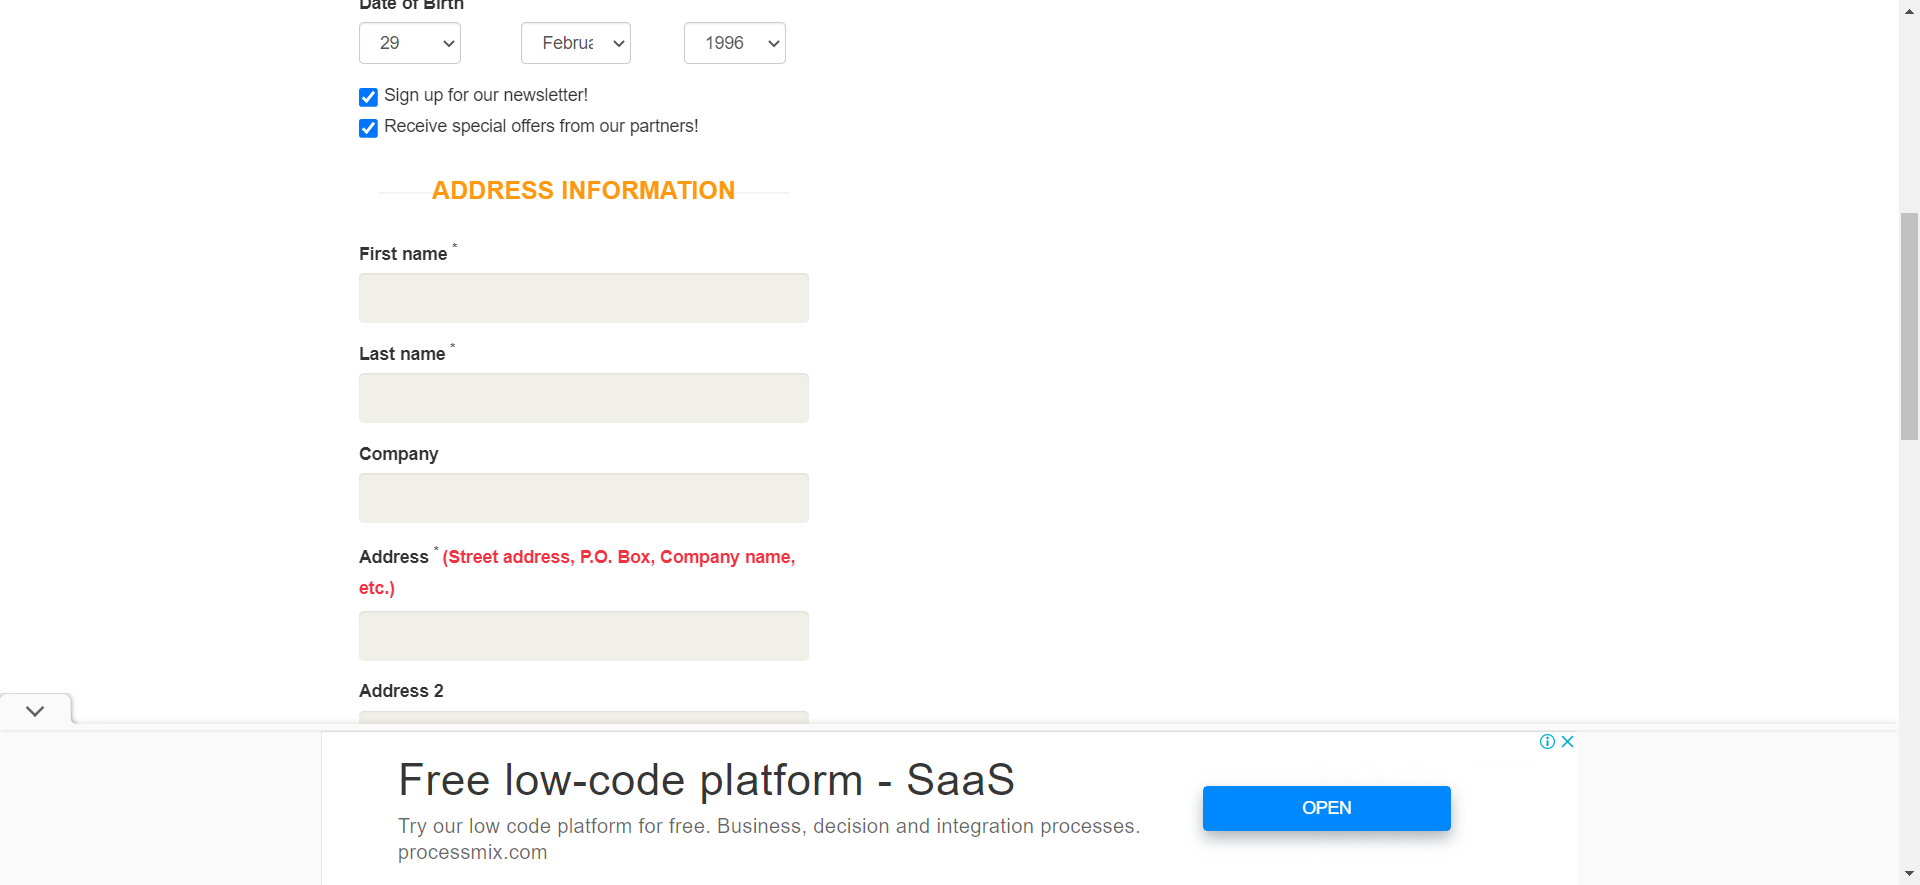 Date of Birth
29 Februa 1996
Sign up for our newsletter!
Receive special offers from our partners!
ADDRESS INFORMATION
First name *
Last name *
Company
Address * (Street address, P.O. Box, Company name,
etc.)
Address 2
Free low-code platform - SaaS
Try our low code platform for free. Business, decision and integration processes.
processmix.com
OPEN